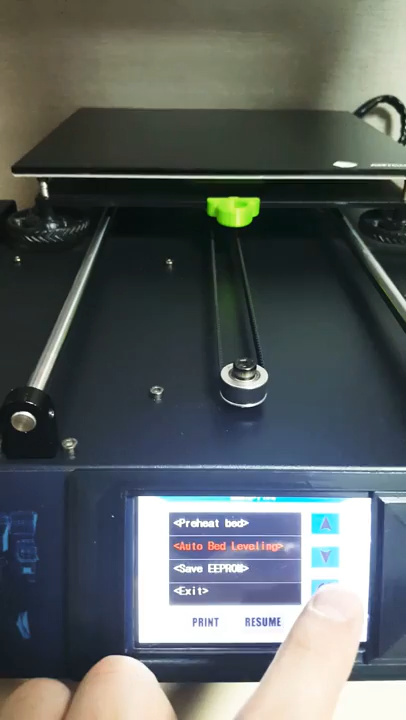 <Preheat bed>
<Auto Bed Leveling>
<Save EEPROM>
<Exit>
PRINT
RESUME